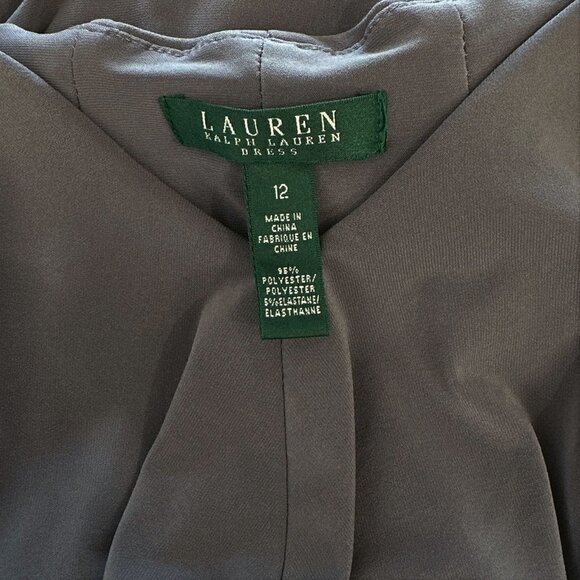 LAUREN
RALPH LAUREN
DRESS
12
MADE IN
CHINA
FABRIQUE EN
CHINE
95%
POLYESTER/
POLYESTER
5%ELASTANE/
ELASTHANNE